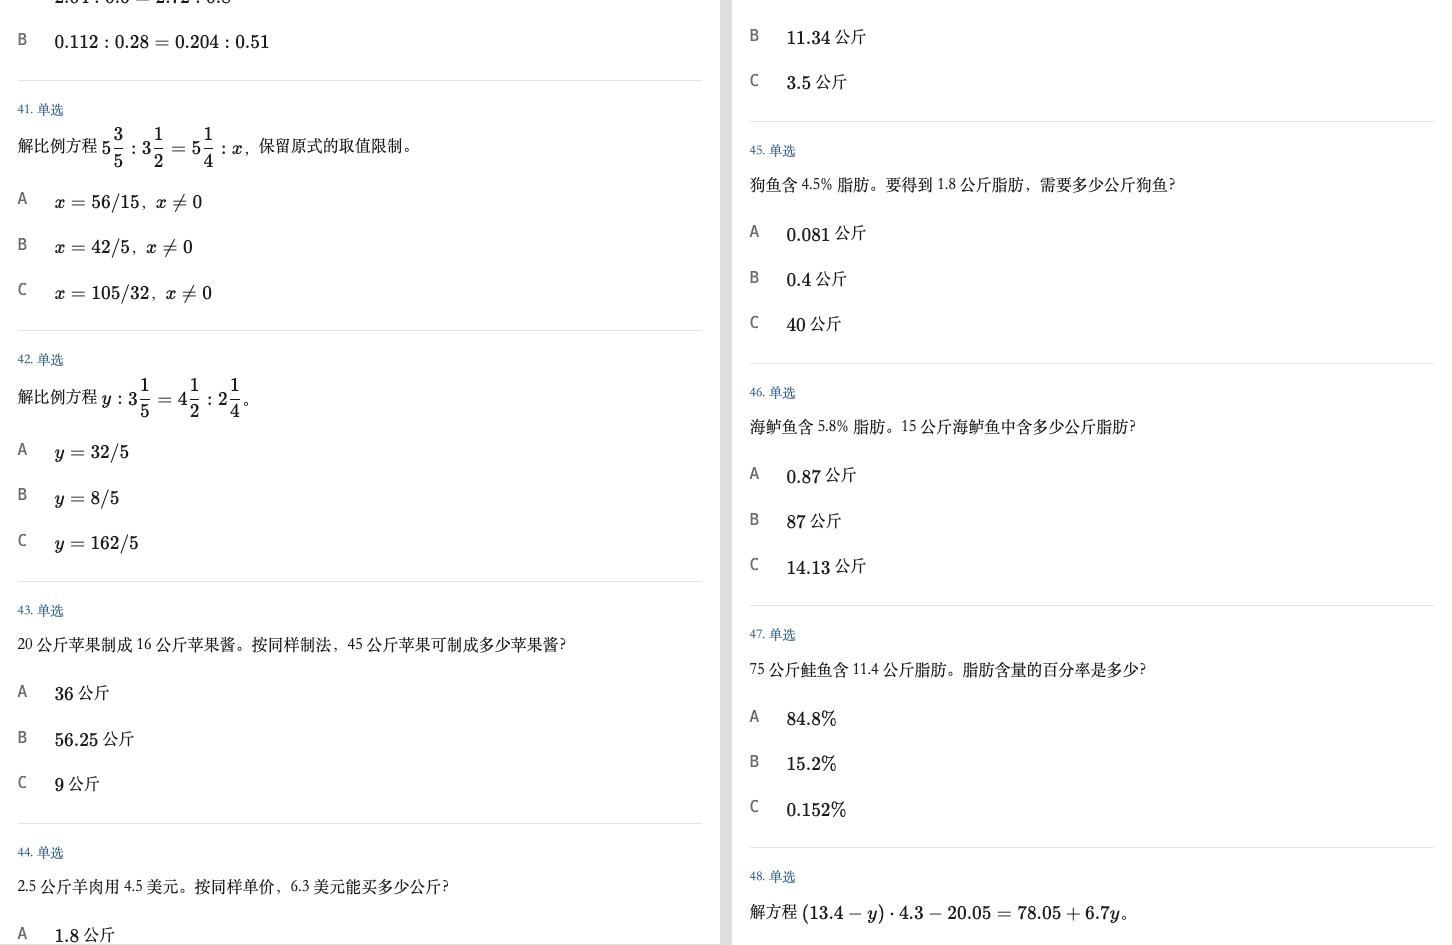 B 0.112 : 0.28 = 0.204 : 0.51
41. 单选
解比例方程 5 3/5 : 3 1/2 = 5 1/4 : x，保留原式的取值限制。
A x = 56/15，x ≠ 0
B x = 42/5，x ≠ 0
C x = 105/32，x ≠ 0
42. 单选
解比例方程 y : 3 1/5 = 4 1/2 : 2 1/4。
A y = 32/5
B y = 8/5
C y = 162/5
43. 单选
20 公斤苹果制成 16 公斤苹果酱。按同样制法，45 公斤苹果可制成多少苹果酱？
A 36 公斤
B 56.25 公斤
C 9 公斤
44. 单选
2.5 公斤羊肉用 4.5 美元。按同样单价，6.3 美元能买多少公斤？
A 1.8 公斤
B 11.34 公斤
C 3.5 公斤
45. 单选
狗鱼含 4.5% 脂肪。要得到 1.8 公斤脂肪，需要多少公斤狗鱼？
A 0.081 公斤
B 0.4 公斤
C 40 公斤
46. 单选
海鲈鱼含 5.8% 脂肪。15 公斤海鲈鱼中含多少公斤脂肪？
A 0.87 公斤
B 87 公斤
C 14.13 公斤
47. 单选
75 公斤鲑鱼含 11.4 公斤脂肪。脂肪含量的百分率是多少？
A 84.8%
B 15.2%
C 0.152%
48. 单选
解方程 (13.4 − y) · 4.3 − 20.05 = 78.05 + 6.7y。